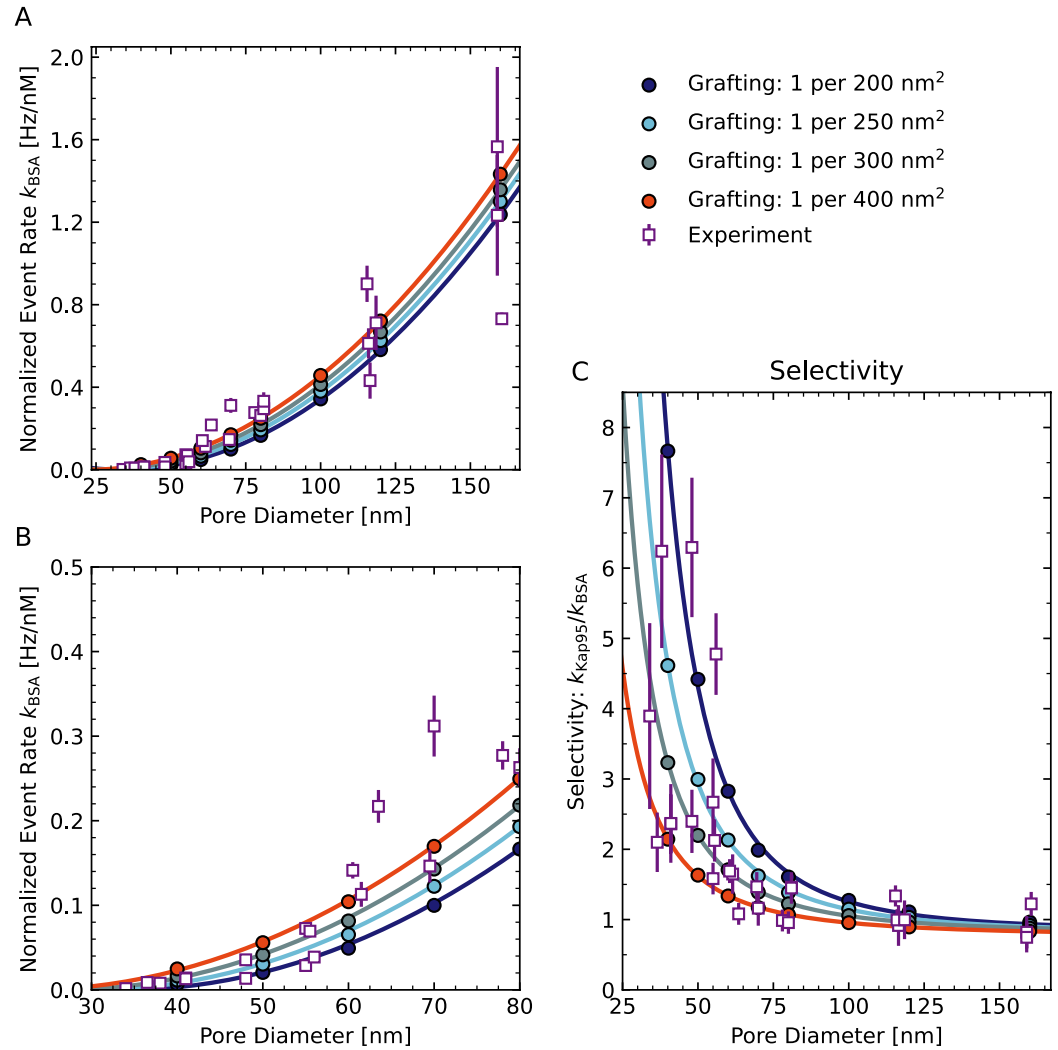 A
Normalized Event Rate k_BSA [Hz/nM]
2.0
1.6
1.2
0.8
0.4
0.0
25 50 75 100 125 150
Pore Diameter [nm]
Grafting: 1 per 200 nm²
Grafting: 1 per 250 nm²
Grafting: 1 per 300 nm²
Grafting: 1 per 400 nm²
Experiment
B
Normalized Event Rate k_BSA [Hz/nM]
0.5
0.4
0.3
0.2
0.1
0.0
30 40 50 60 70 80
Pore Diameter [nm]
C
Selectivity
Selectivity: k_Kap95/k_BSA
8
7
6
5
4
3
2
1
0
25 50 75 100 125 150
Pore Diameter [nm]